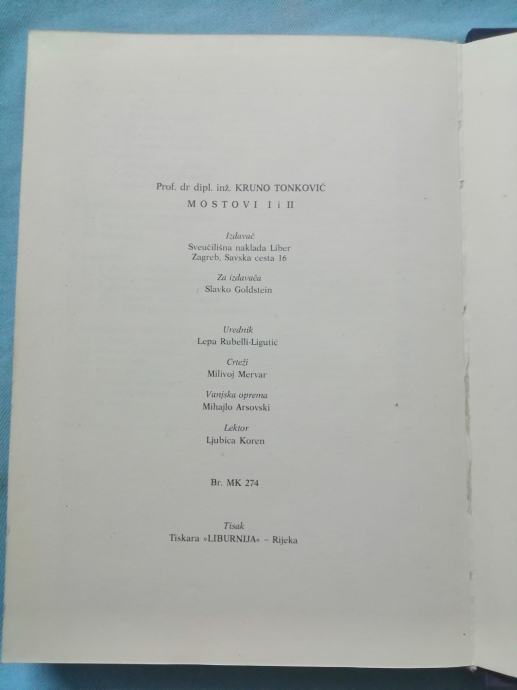 Prof. dr dipl. inž. KRUNO TONKOVIĆ
MOSTOVI I i II
Izdavač
Sveučilišna naklada Liber
Zagreb, Savska cesta 16
Za izdavača
Slavko Goldstein
Urednik
Lepa Rubelli-Ligutić
Crteži
Milivoj Mervar
Vanjska oprema
Mihajlo Arsovski
Lektor
Ljubica Koren
Br. MK 274
Tisak
Tiskara »LIBURNIJA« – Rijeka